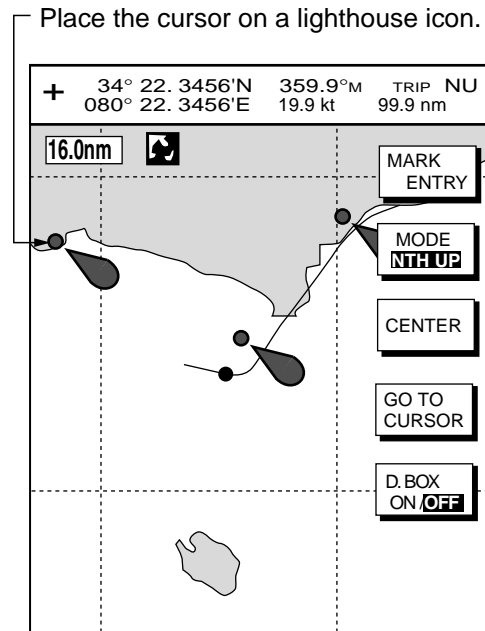 Place the cursor on a lighthouse icon.
+ 34° 22. 3456'N 359.9°M TRIP NU
080° 22. 3456'E 19.9 kt 99.9 nm
16.0nm
MARK
ENTRY
MODE
NTH UP
CENTER
GO TO
CURSOR
D. BOX
ON /OFF